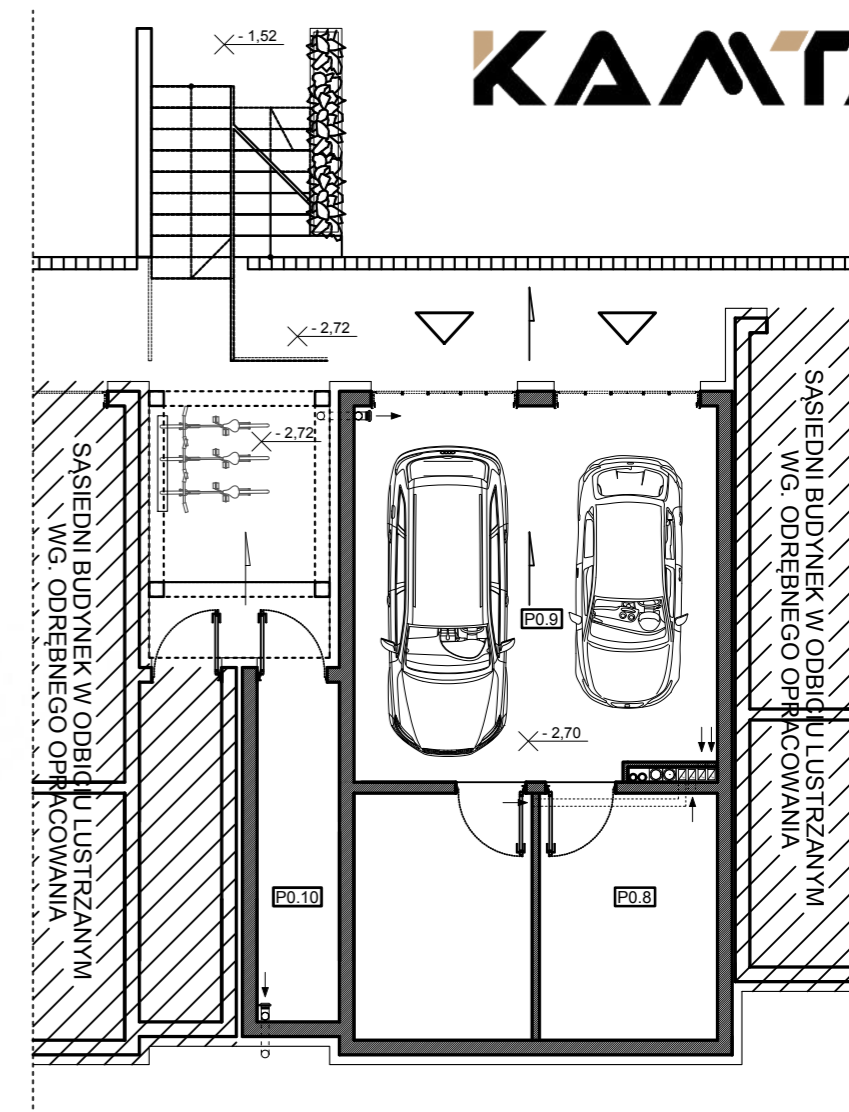 - 1,52
KAMT
- 2,72
- 2,72
SĄSIEDNI BUDYNEK W ODBICIU LUSTRZANYM
WG. ODRĘBNEGO OPRACOWANIA
SĄSIEDNI BUDYNEK W ODBICIU LUSTRZANYM
WG. ODRĘBNEGO OPRACOWANIA
P0.9
- 2,70
P0.10
P0.8